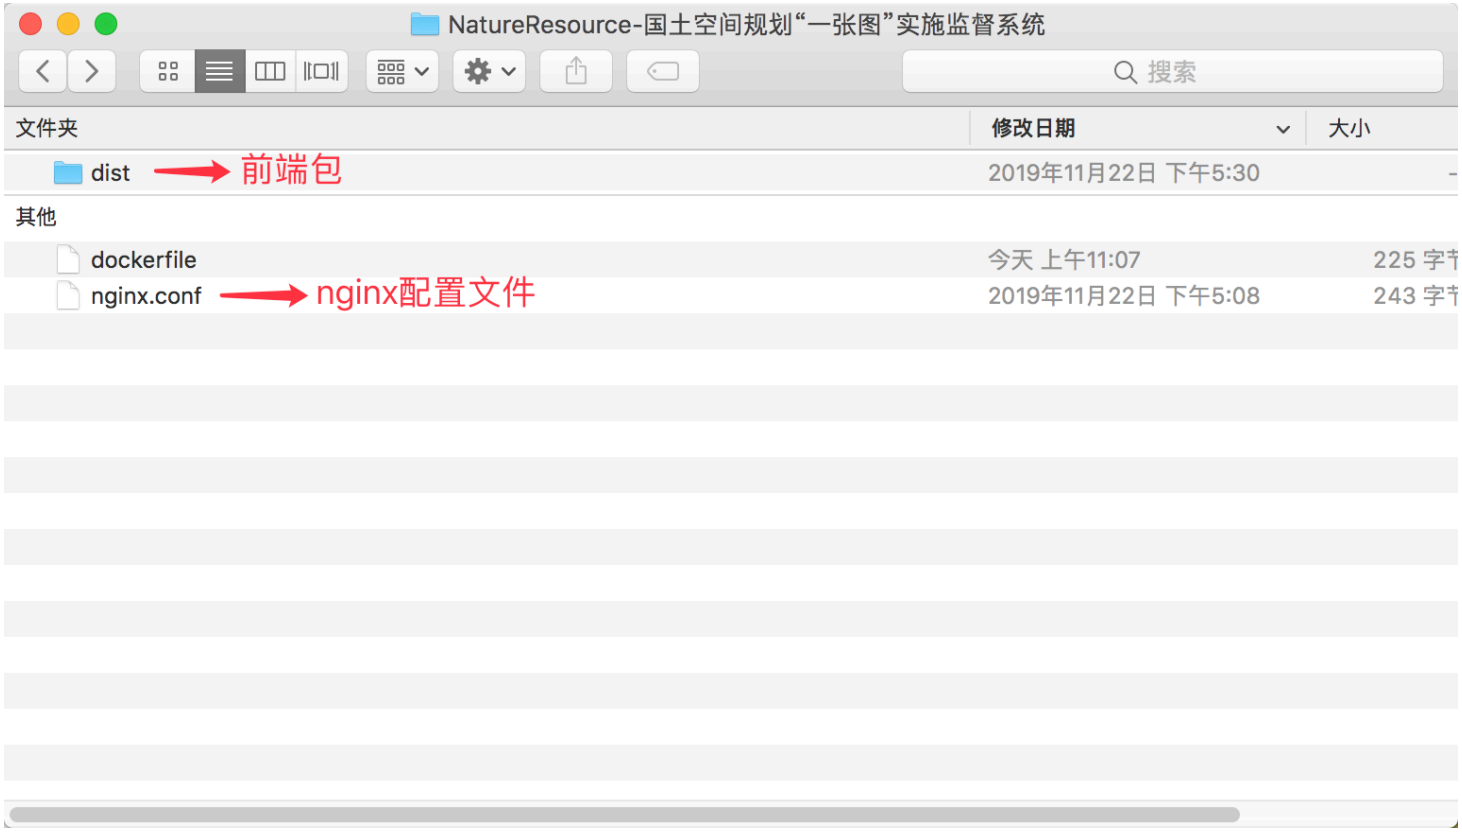 NatureResource-国土空间规划“一张图”实施监督系统
搜索
文件夹 修改日期 大小
dist 前端包 2019年11月22日 下午5:30 -
其他
dockerfile 今天 上午11:07 225 字节
nginx.conf nginx配置文件 2019年11月22日 下午5:08 243 字节